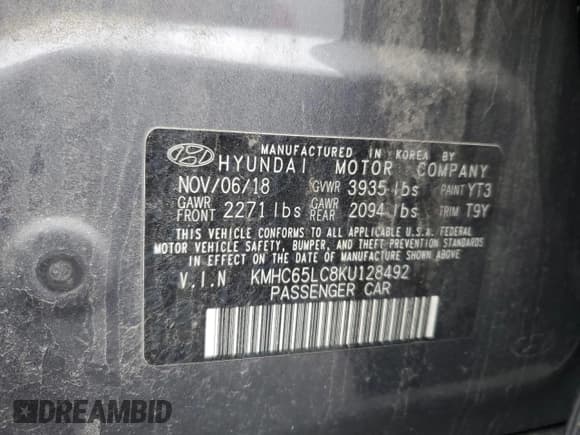 MANUFACTURED IN KOREA BY
HYUNDAI MOTOR COMPANY
NOV/06/18 GVWR 3935 lbs PAINT YT3
GAWR FRONT 2271 lbs GAWR REAR 2094 lbs TRIM T9Y
THIS VEHICLE CONFORMS TO ALL APPLICABLE U.S.A. FEDERAL
MOTOR VEHICLE SAFETY, BUMPER, AND THEFT PREVENTION STANDARDS
IN EFFECT ON THE DATE OF MANUFACTURE SHOWN ABOVE.
V.I.N KMHC65LC8KU128492
PASSENGER CAR
DREAMBID